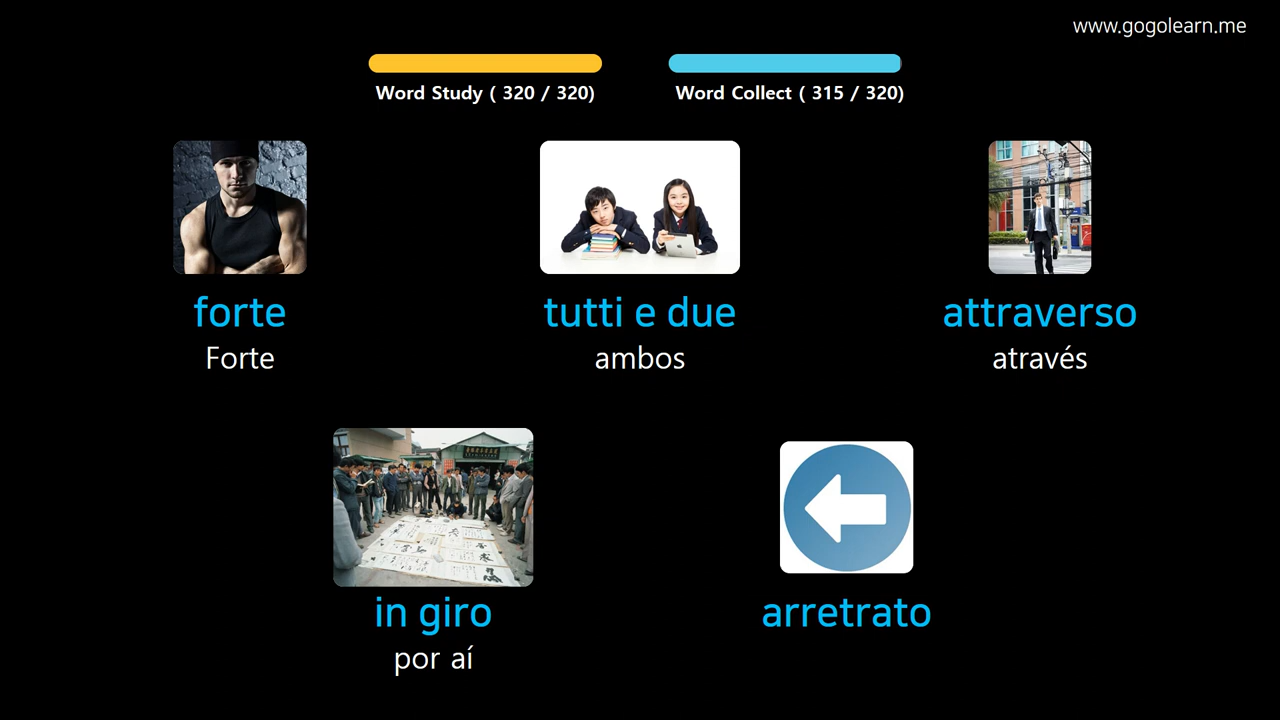 www.gogolearn.me
Word Study ( 320 / 320)
Word Collect ( 315 / 320)
forte
Forte
tutti e due
ambos
attraverso
através
in giro
por aí
arretrato